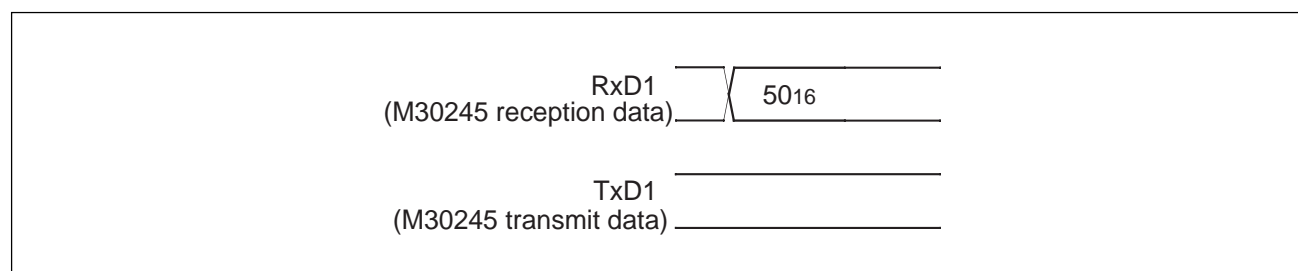 RxD1
(M30245 reception data)
5016
TxD1
(M30245 transmit data)